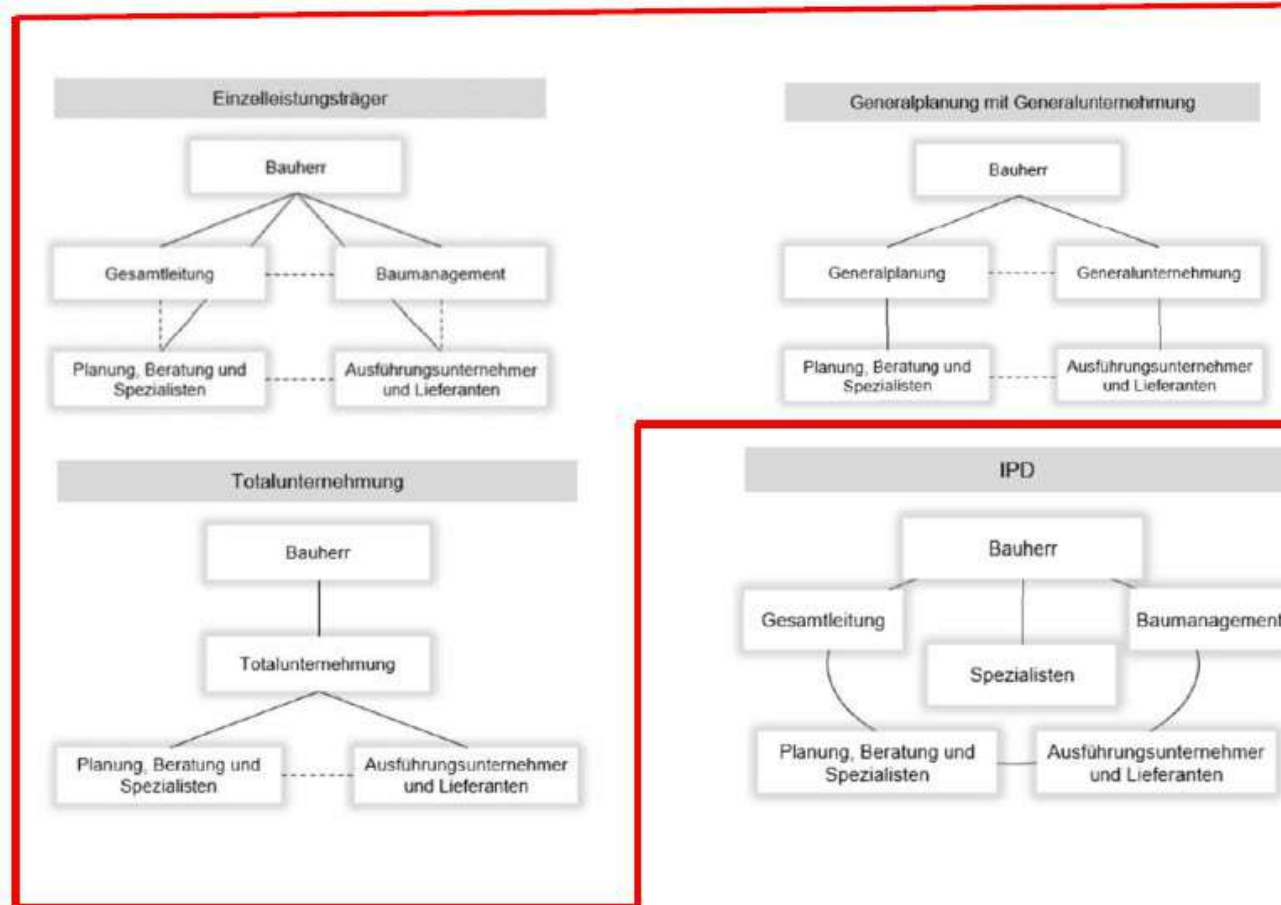 Einzelleistungsträger
Bauherr
Gesamtleitung
Baumanagement
Planung, Beratung und
Spezialisten
Ausführungsunternehmer
und Lieferanten
Generalplanung mit Generalunternehmung
Bauherr
Generalplanung
Generalunternehmung
Planung, Beratung und
Spezialisten
Ausführungsunternehmer
und Lieferanten
Totalunternehmung
Bauherr
Totalunternehmung
Planung, Beratung und
Spezialisten
Ausführungsunternehmer
und Lieferanten
IPD
Bauherr
Gesamtleitung
Baumanagement
Spezialisten
Planung, Beratung und
Spezialisten
Ausführungsunternehmer
und Lieferanten